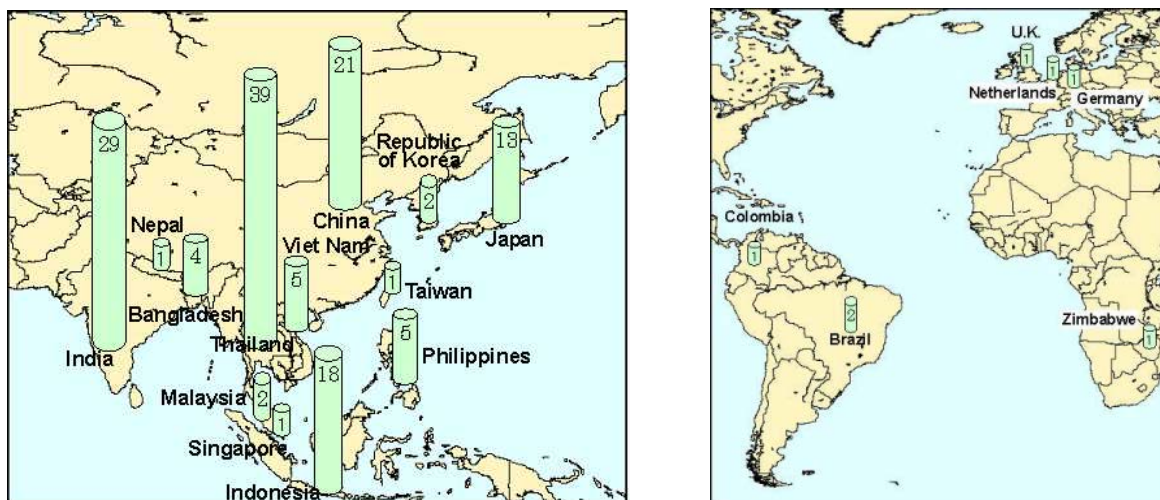 21
39
13
29
Republic
of Korea
2
Nepal
China
Japan
1
4
Viet Nam
5
1
Taiwan
Bangladesh
5
Thailand
India
Philippines
18
Malaysia
2
1
Singapore
Indonesia
U.K.
1
1
1
Netherlands
Germany
Colombia
1
2
Brazil
Zimbabwe
1